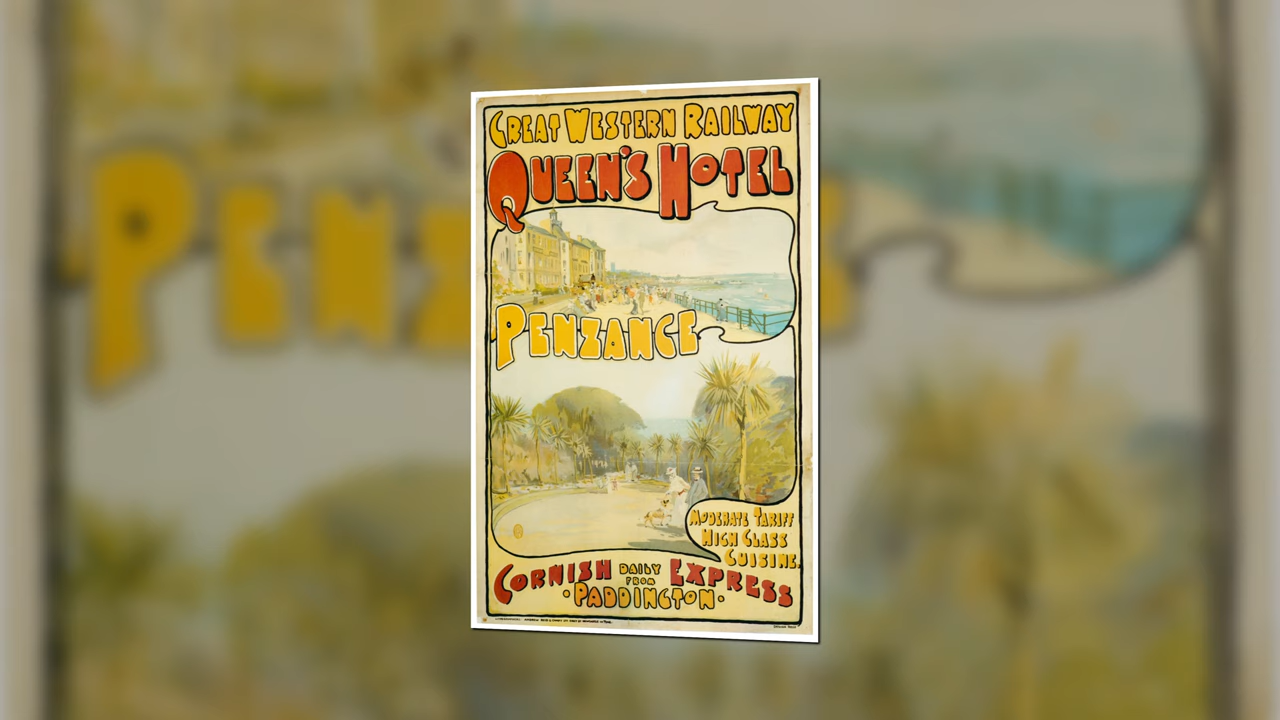 GREAT WESTERN RAILWAY
QUEEN'S HOTEL
PENZANCE
MODERATE TARIFF
HIGH CLASS
CUISINE.
CORNISH DAILY FROM EXPRESS
• PADDINGTON •